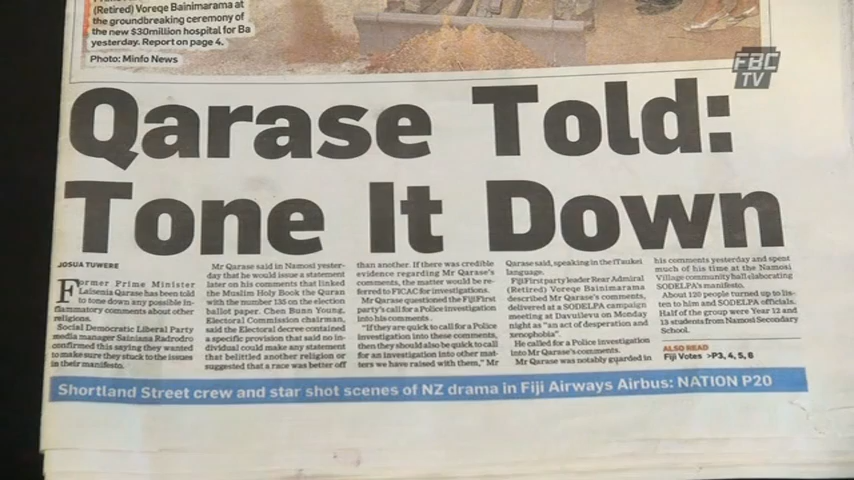 (Retired) Voreqe Bainimarama at
the groundbreaking ceremony of
the new $30million hospital for Ba
yesterday. Report on page 4.
Photo: Minfo News
FBC
TV
Qarase Told:
Tone It Down
JOSUA TUWERE
Former Prime Minister
Laisenia Qarase has been told
to tone down any possible in-
flammatory comments about other
religions.
Social Democratic Liberal Party
media manager Sainiana Radrodro
confirmed this saying they wanted
to make sure they stuck to the issues
in their manifesto.
Mr Qarase said in Namosi yester-
day that he would issue a statement
later on his comments that linked
the Muslim Holy Book the Quran
with the number 135 on the election
ballot paper. Chen Bunn Young,
Electoral Commission chairman,
said the Electoral decree contained
a specific provision that said no in-
dividual could make any statement
that belittled another religion or
suggested that a race was better off
than another. If there was credible
evidence regarding Mr Qarase's
comments, the matter would be re-
ferred to FICAC for investigations.
Mr Qarase questioned the FijiFirst
party's call for a Police investigation
into his comments.
"If they are quick to call for a Police
investigation into these comments,
then they should also be quick to call
for an investigation into other mat-
ters we have raised with them," Mr
Qarase said, speaking in the iTaukei
language.
FijiFirst party leader Rear Admiral
(Retired) Voreqe Bainimarama
described Mr Qarase's comments,
delivered at a SODELPA campaign
meeting at Davuilevu on Monday
night as "an act of desperation and
xenophobia".
He called for a Police investigation
into Mr Qarase's comments.
Mr Qarase was notably guarded in
his comments yesterday and spent
much of his time at the Namosi
Village community hall elaborating
SODELPA's manifesto.
About 120 people turned up to lis-
ten to him and SODELPA officials.
Half of the group were Year 12 and
13 students from Namosi Secondary
School.
ALSO READ
Fiji Votes >P3, 4, 5, 6
Shortland Street crew and star shot scenes of NZ drama in Fiji Airways Airbus: NATION P20